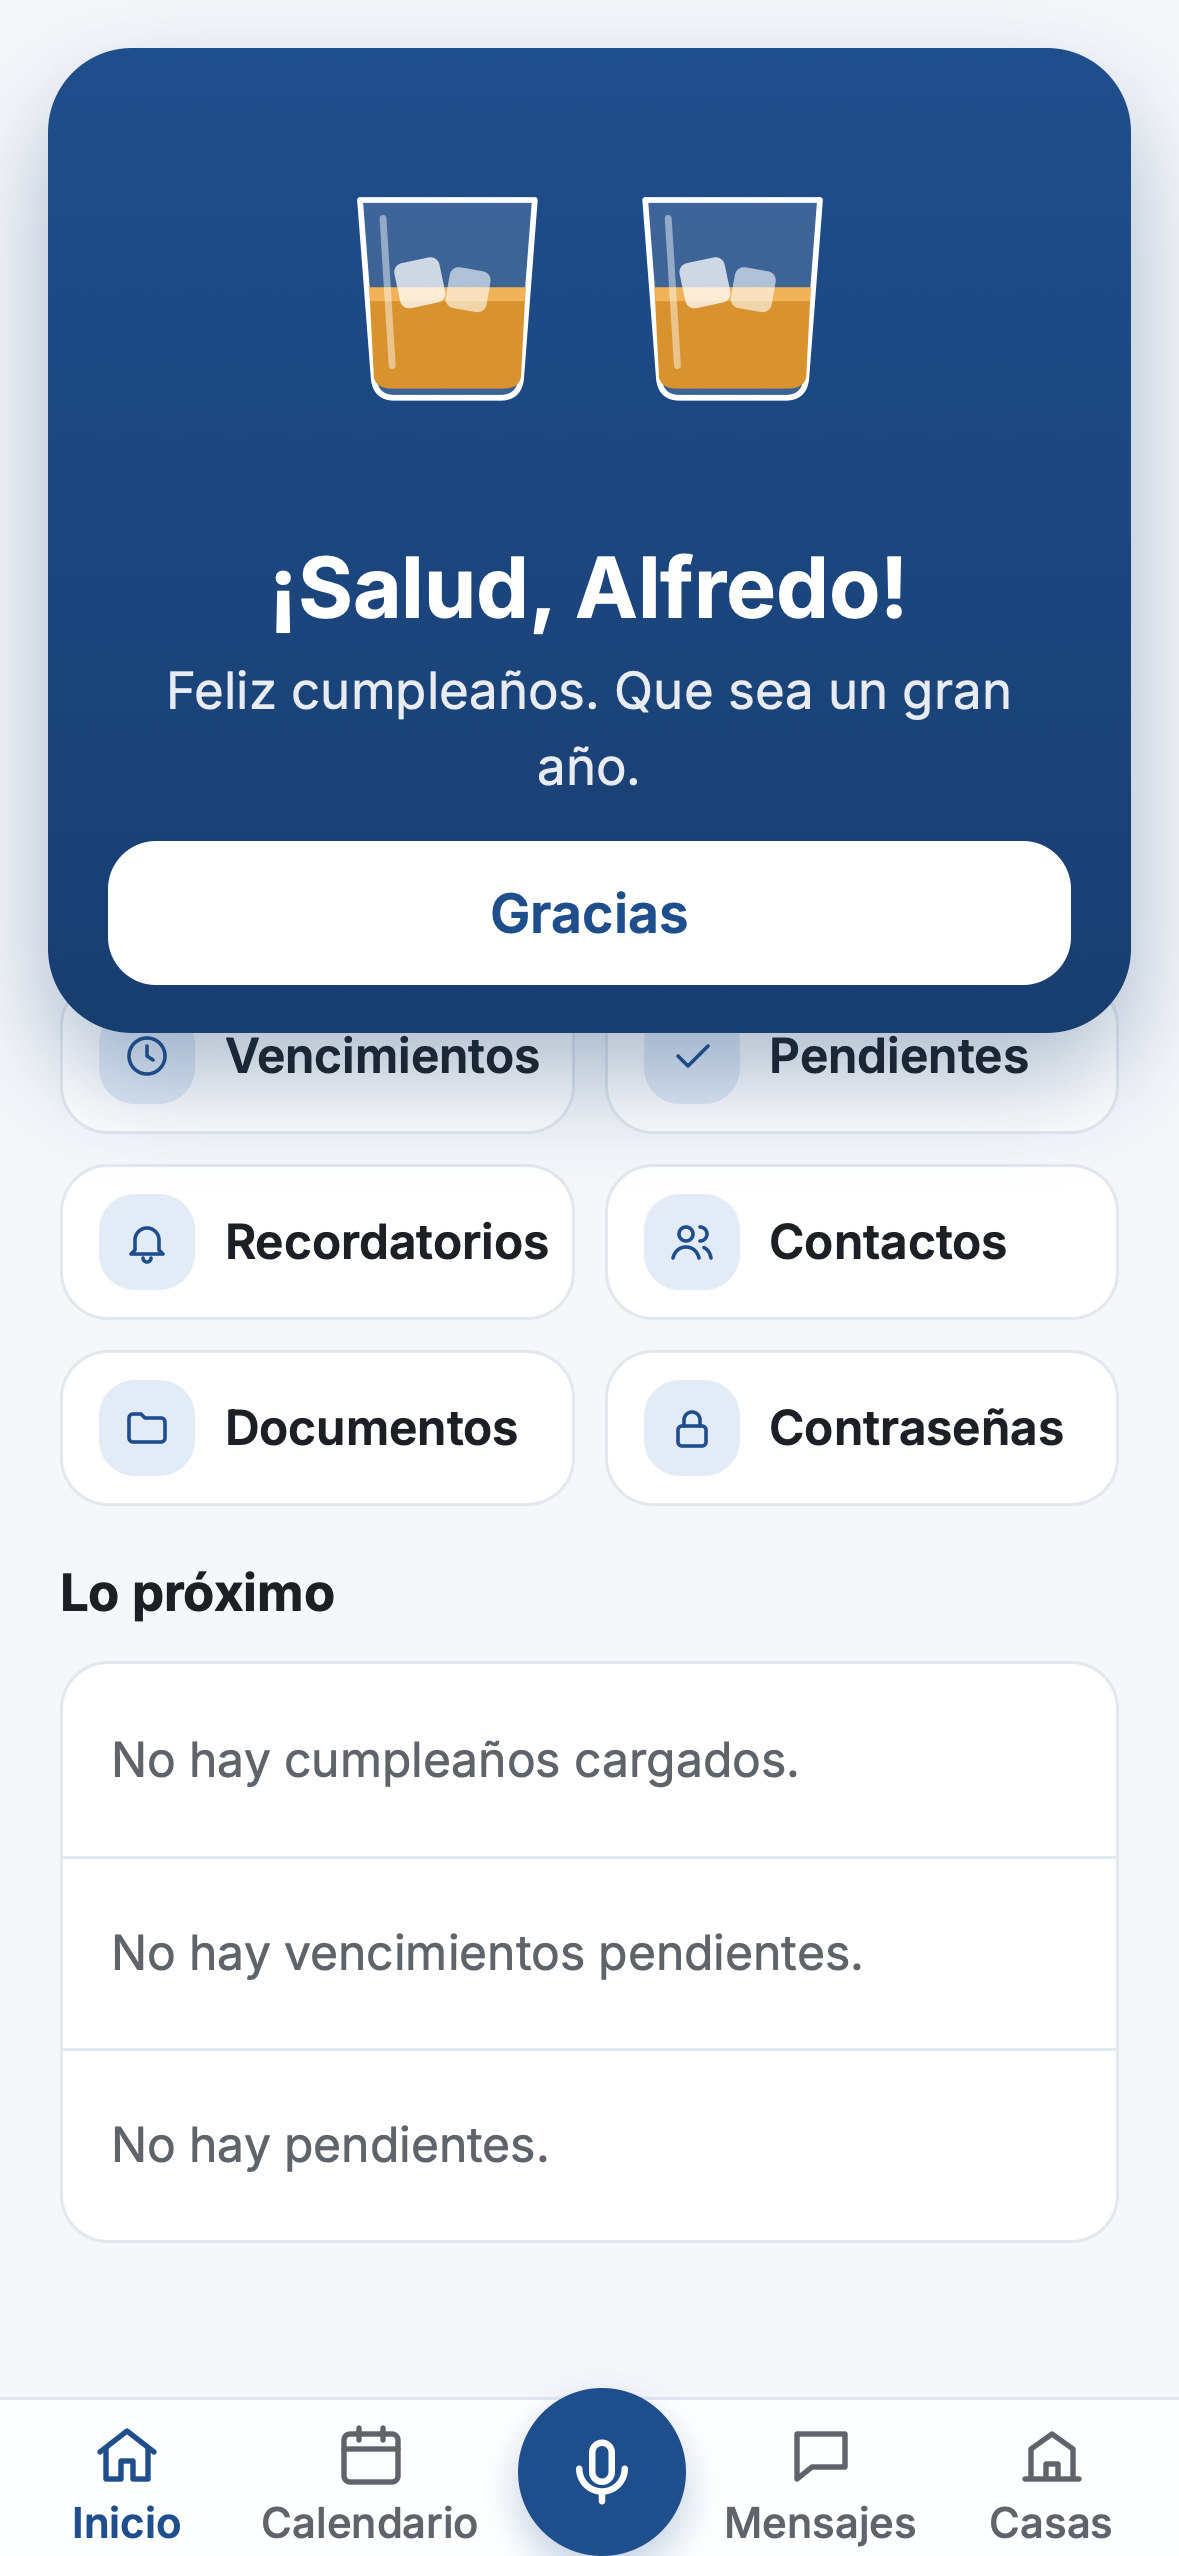 ¡Salud, Alfredo!
Feliz cumpleaños. Que sea un gran
año.
Gracias
Vencimientos
Pendientes
Recordatorios
Contactos
Documentos
Contraseñas
Lo próximo
No hay cumpleaños cargados.
No hay vencimientos pendientes.
No hay pendientes.
Inicio
Calendario
Mensajes
Casas